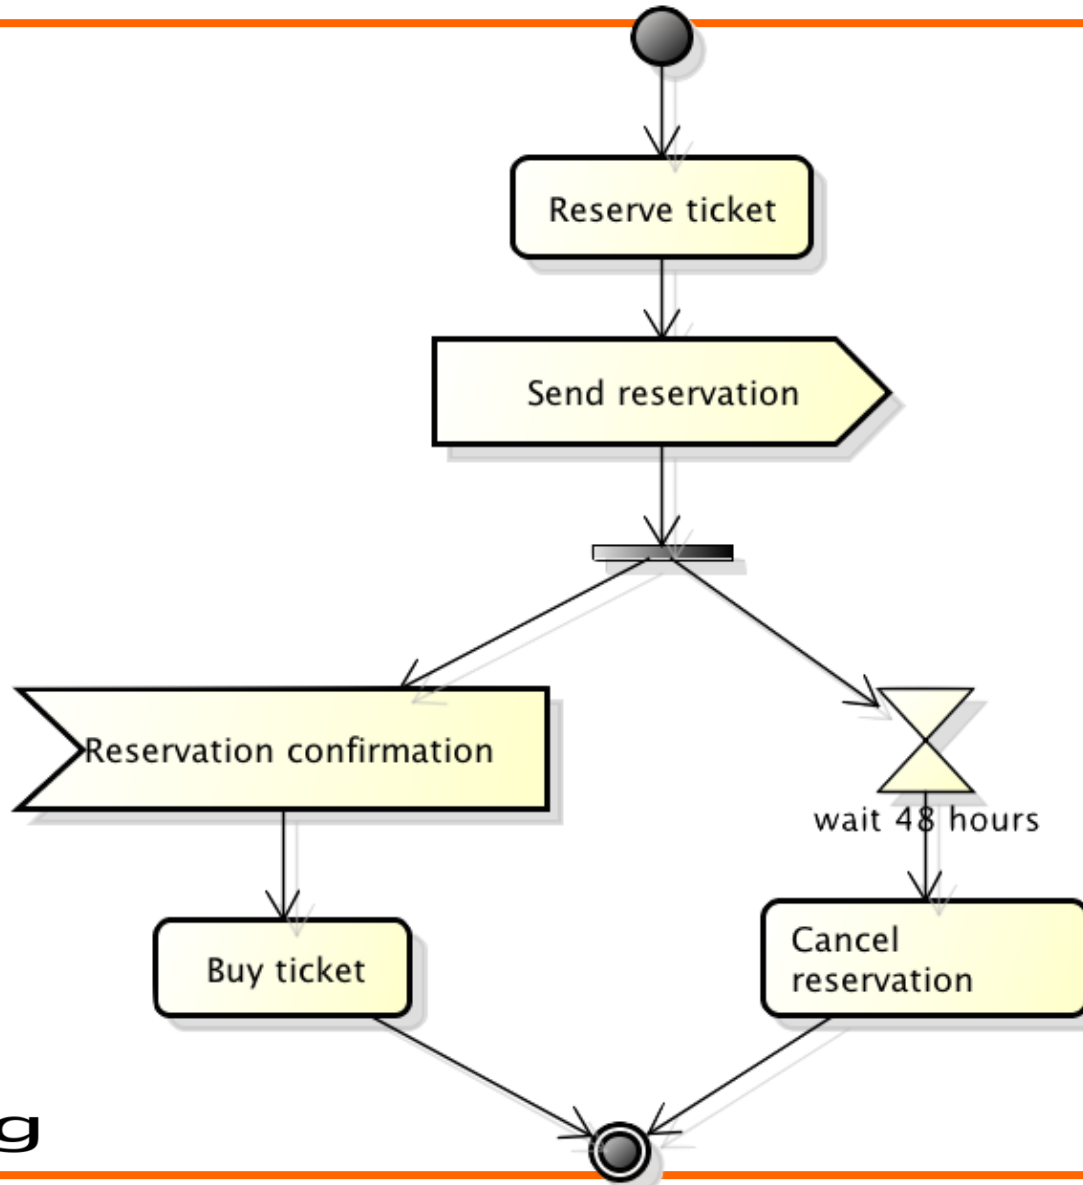 Reserve ticket
Send reservation
Reservation confirmation
wait 48 hours
Buy ticket
Cancel
reservation
g